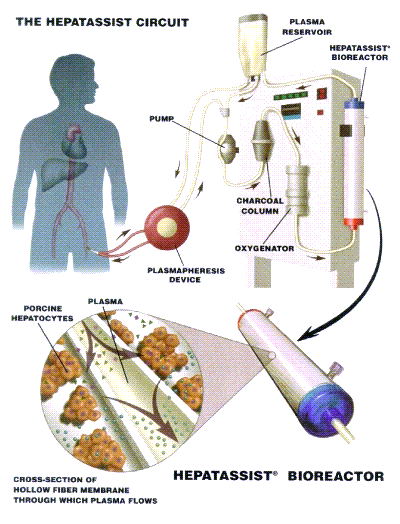 THE HEPATASSIST CIRCUIT
PLASMA
RESERVOIR
HEPATASSIST®
BIOREACTOR
PUMP
CHARCOAL
COLUMN
OXYGENATOR
PLASMAPHERESIS
DEVICE
PORCINE
HEPATOCYTES
PLASMA
CROSS-SECTION OF
HOLLOW FIBER MEMBRANE
THROUGH WHICH PLASMA FLOWS
HEPATASSIST® BIOREACTOR